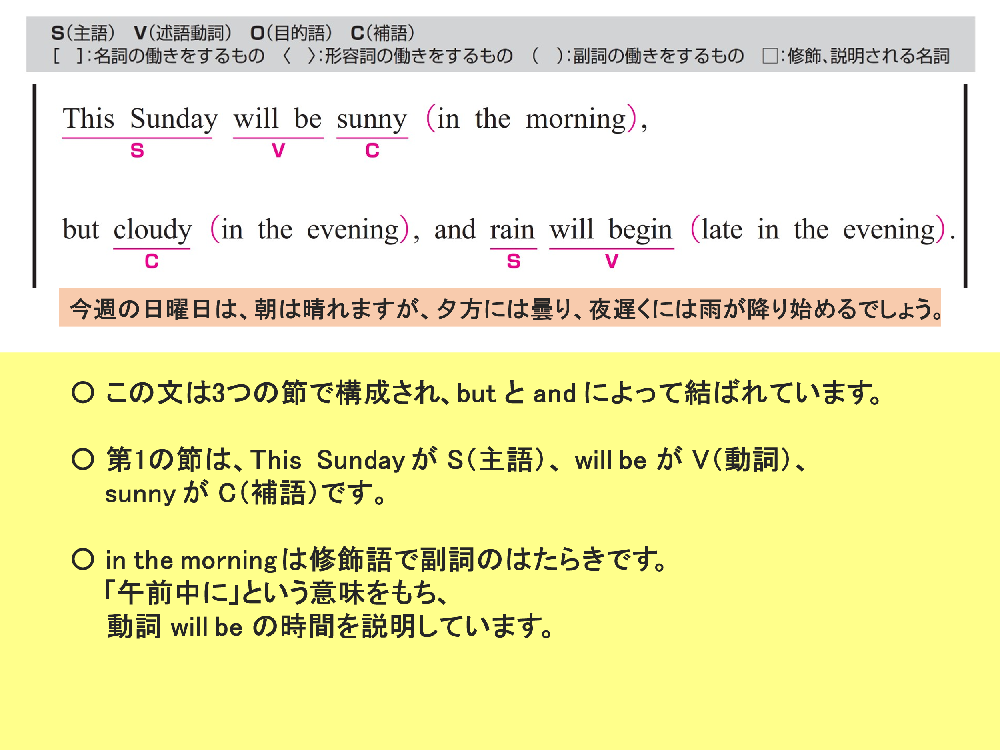 S（主語） V（述語動詞） O（目的語） C（補語）
［　］：名詞の働きをするもの 〈　〉：形容詞の働きをするもの （　）：副詞の働きをするもの □：修飾、説明される名詞
This Sunday will be sunny (in the morning),
S V C
but cloudy (in the evening), and rain will begin (late in the evening).
C S V
今週の日曜日は、朝は晴れますが、夕方には曇り、夜遅くには雨が降り始めるでしょう。
〇 この文は3つの節で構成され、but と and によって結ばれています。
〇 第1の節は、This Sunday が S（主語）、will be が V（動詞）、
sunny が C（補語）です。
〇 in the morning は修飾語で副詞のはたらきです。
「午前中に」という意味をもち、
動詞 will be の時間を説明しています。